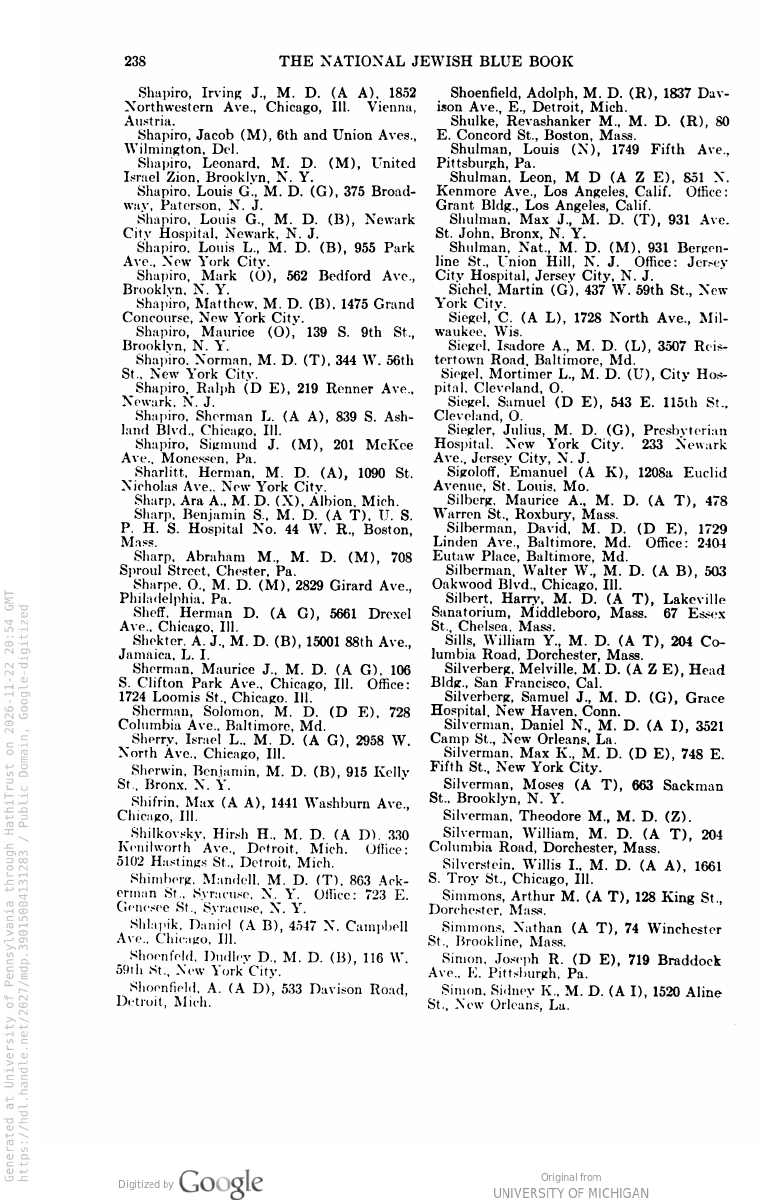 238 THE NATIONAL JEWISH BLUE BOOK
Shapiro, Irving J., M. D. (A A), 1852
Northwestern Ave., Chicago, Ill. Vienna,
Austria.
Shapiro, Jacob (M), 6th and Union Aves.,
Wilmington, Del.
Shapiro, Leonard, M. D. (M), United
Israel Zion, Brooklyn, N. Y.
Shapiro, Louis G., M. D. (G), 375 Broad-
way, Paterson, N. J.
Shapiro, Louis G., M. D. (B), Newark
City Hospital, Newark, N. J.
Shapiro, Louis L., M. D. (B), 955 Park
Ave., New York City.
Shapiro, Mark (O), 562 Bedford Ave.,
Brooklyn, N. Y.
Shapiro, Matthew, M. D. (B), 1475 Grand
Concourse, New York City.
Shapiro, Maurice (O), 139 S. 9th St.,
Brooklyn, N. Y.
Shapiro, Norman, M. D. (T), 344 W. 56th
St., New York City.
Shapiro, Ralph (D E), 219 Renner Ave.,
Newark, N. J.
Shapiro, Sherman L. (A A), 839 S. Ash-
land Blvd., Chicago, Ill.
Shapiro, Sigmund J. (M), 201 McKee
Ave., Monessen, Pa.
Sharlitt, Herman, M. D. (A), 1090 St.
Nicholas Ave., New York City.
Sharp, Ara A., M. D. (X), Albion, Mich.
Sharp, Benjamin S., M. D. (A T), U. S.
P. H. S. Hospital No. 44 W. R., Boston,
Mass.
Sharp, Abraham M., M. D. (M), 708
Sproul Street, Chester, Pa.
Sharpe, O., M. D. (M), 2829 Girard Ave.,
Philadelphia, Pa.
Sheff, Herman D. (A G), 5661 Drexel
Ave., Chicago, Ill.
Shekter, A. J., M. D. (B), 15001 88th Ave.,
Jamaica, L. I.
Sherman, Maurice J., M. D. (A G), 106
S. Clifton Park Ave., Chicago, Ill. Office:
1724 Loomis St., Chicago, Ill.
Sherman, Solomon, M. D. (D E), 728
Columbia Ave., Baltimore, Md.
Sherry, Israel L., M. D. (A G), 2958 W.
North Ave., Chicago, Ill.
Sherwin, Benjamin, M. D. (B), 915 Kelly
St., Bronx, N. Y.
Shifrin, Max (A A), 1441 Washburn Ave.,
Chicago, Ill.
Shilkovsky, Hirsh H., M. D. (A D), 330
Kenilworth Ave., Detroit, Mich. Office:
5102 Hastings St., Detroit, Mich.
Shimberg, Mandell, M. D. (T), 863 Ack-
erman St., Syracuse, N. Y. Office: 723 E.
Genesee St., Syracuse, N. Y.
Shlapik, Daniel (A B), 4547 N. Campbell
Ave., Chicago, Ill.
Shoenfeld, Dudley D., M. D. (B), 116 W.
59th St., New York City.
Shoenfield, A. (A D), 533 Davison Road,
Detroit, Mich.
Shoenfield, Adolph, M. D. (R), 1837 Dav-
ison Ave., E., Detroit, Mich.
Shulke, Revashanker M., M. D. (R), 80
E. Concord St., Boston, Mass.
Shulman, Louis (N), 1749 Fifth Ave.,
Pittsburgh, Pa.
Shulman, Leon, M D (A Z E), 851 N.
Kenmore Ave., Los Angeles, Calif. Office:
Grant Bldg., Los Angeles, Calif.
Shulman, Max J., M. D. (T), 931 Ave.
St. John, Bronx, N. Y.
Shulman, Nat., M. D. (M), 931 Bergen-
line St., Union Hill, N. J. Office: Jersey
City Hospital, Jersey City, N. J.
Sichel, Martin (G), 437 W. 59th St., New
York City.
Siegel, C. (A L), 1728 North Ave., Mil-
waukee, Wis.
Siegel, Isadore A., M. D. (L), 3507 Reis-
tertown Road, Baltimore, Md.
Siegel, Mortimer L., M. D. (U), City Hos-
pital, Cleveland, O.
Siegel, Samuel (D E), 543 E. 115th St.,
Cleveland, O.
Siegler, Julius, M. D. (G), Presbyterian
Hospital, New York City. 233 Newark
Ave., Jersey City, N. J.
Sigoloff, Emanuel (A K), 1208a Euclid
Avenue, St. Louis, Mo.
Silberg, Maurice A., M. D. (A T), 478
Warren St., Roxbury, Mass.
Silberman, David, M. D. (D E), 1729
Linden Ave., Baltimore, Md. Office: 2404
Eutaw Place, Baltimore, Md.
Silberman, Walter W., M. D. (A B), 503
Oakwood Blvd., Chicago, Ill.
Silbert, Harry, M. D. (A T), Lakeville
Sanatorium, Middleboro, Mass. 67 Essex
St., Chelsea, Mass.
Sills, William Y., M. D. (A T), 204 Co-
lumbia Road, Dorchester, Mass.
Silverberg, Melville, M. D. (A Z E), Head
Bldg., San Francisco, Cal.
Silverberg, Samuel J., M. D. (G), Grace
Hospital, New Haven, Conn.
Silverman, Daniel N., M. D. (A I), 3521
Camp St., New Orleans, La.
Silverman, Max K., M. D. (D E), 748 E.
Fifth St., New York City.
Silverman, Moses (A T), 663 Sackman
St., Brooklyn, N. Y.
Silverman, Theodore M., M. D. (Z).
Silverman, William, M. D. (A T), 204
Columbia Road, Dorchester, Mass.
Silverstein, Willis I., M. D. (A A), 1661
S. Troy St., Chicago, Ill.
Simmons, Arthur M. (A T), 128 King St.,
Dorchester, Mass.
Simmons, Nathan (A T), 74 Winchester
St., Brookline, Mass.
Simon, Joseph R. (D E), 719 Braddock
Ave., E. Pittsburgh, Pa.
Simon, Sidney K., M. D. (A I), 1520 Aline
St., New Orleans, La.
Generated at University of Pennsylvania through HathiTrust on 2026-11-22 20:54 GMT
https://hdl.handle.net/2027/mdp.39015004131283 / Public Domain, Google-digitized
Digitized by Google
Original from
UNIVERSITY OF MICHIGAN